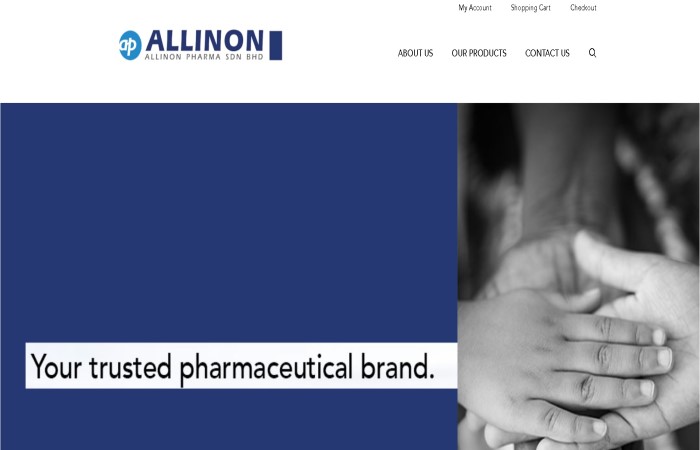 My Account Shopping Cart Checkout
ap ALLINON
ALLINON PHARMA SDN BHD
ABOUT US OUR PRODUCTS CONTACT US
Your trusted pharmaceutical brand.